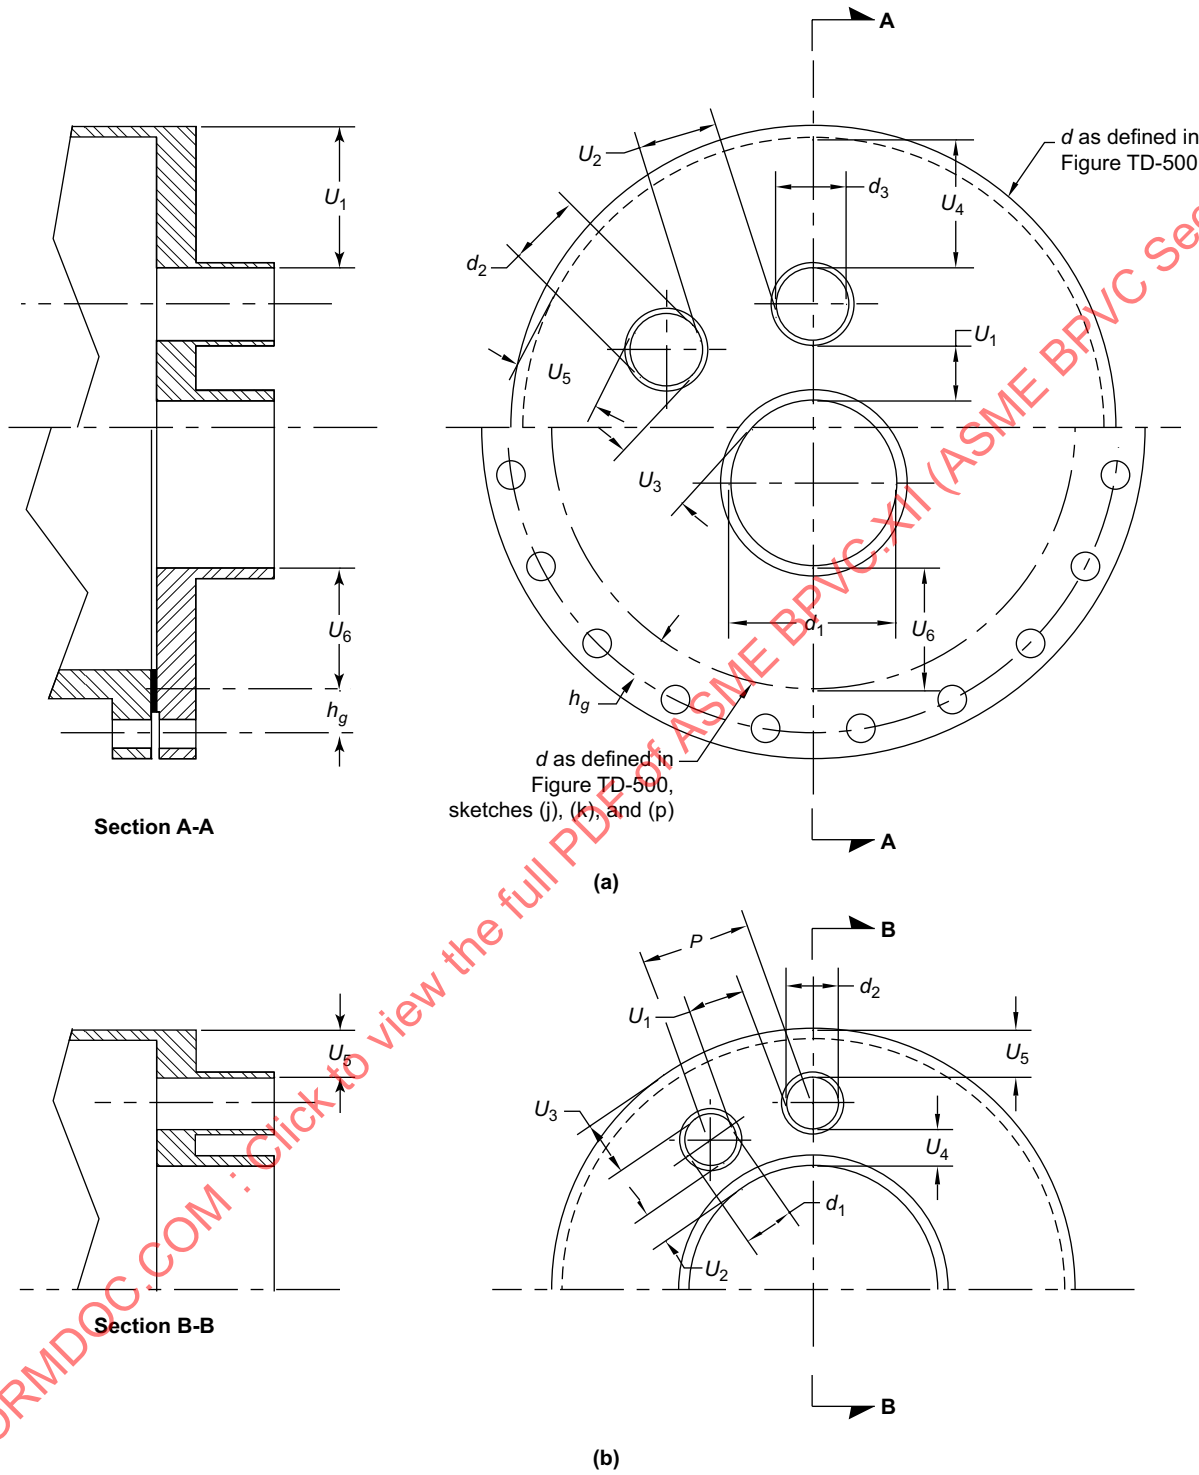 A
d as defined in
Figure TD-500
U2
d3
U4
U1
d2
U1
U5
U3
U6
d1
U6
hg
hg
d as defined in
Figure TD-500,
sketches (j), (k), and (p)
Section A-A
A
(a)
B
P
d2
U1
U5
U5
U3
U4
d1
U2
Section B-B
B
(b)
ORMDOC.COM : Click to view the full PDF of ASME BPVC.XII (ASME BPVC Sec